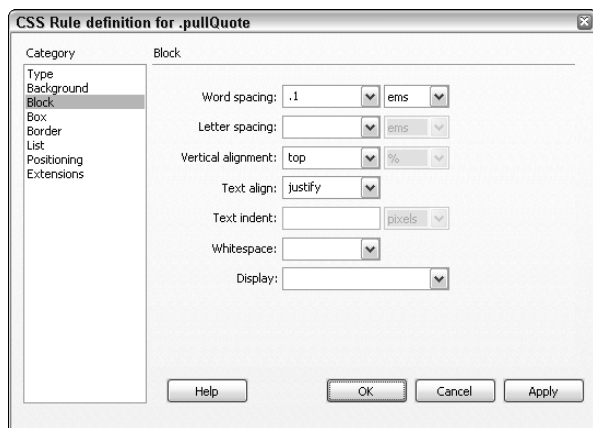 CSS Rule definition for .pullQuote
Category
Type
Background
Block
Box
Border
List
Positioning
Extensions
Block
Word spacing: .1 ems
Letter spacing: ems
Vertical alignment: top %
Text align: justify
Text indent: pixels
Whitespace:
Display:
Help OK Cancel Apply